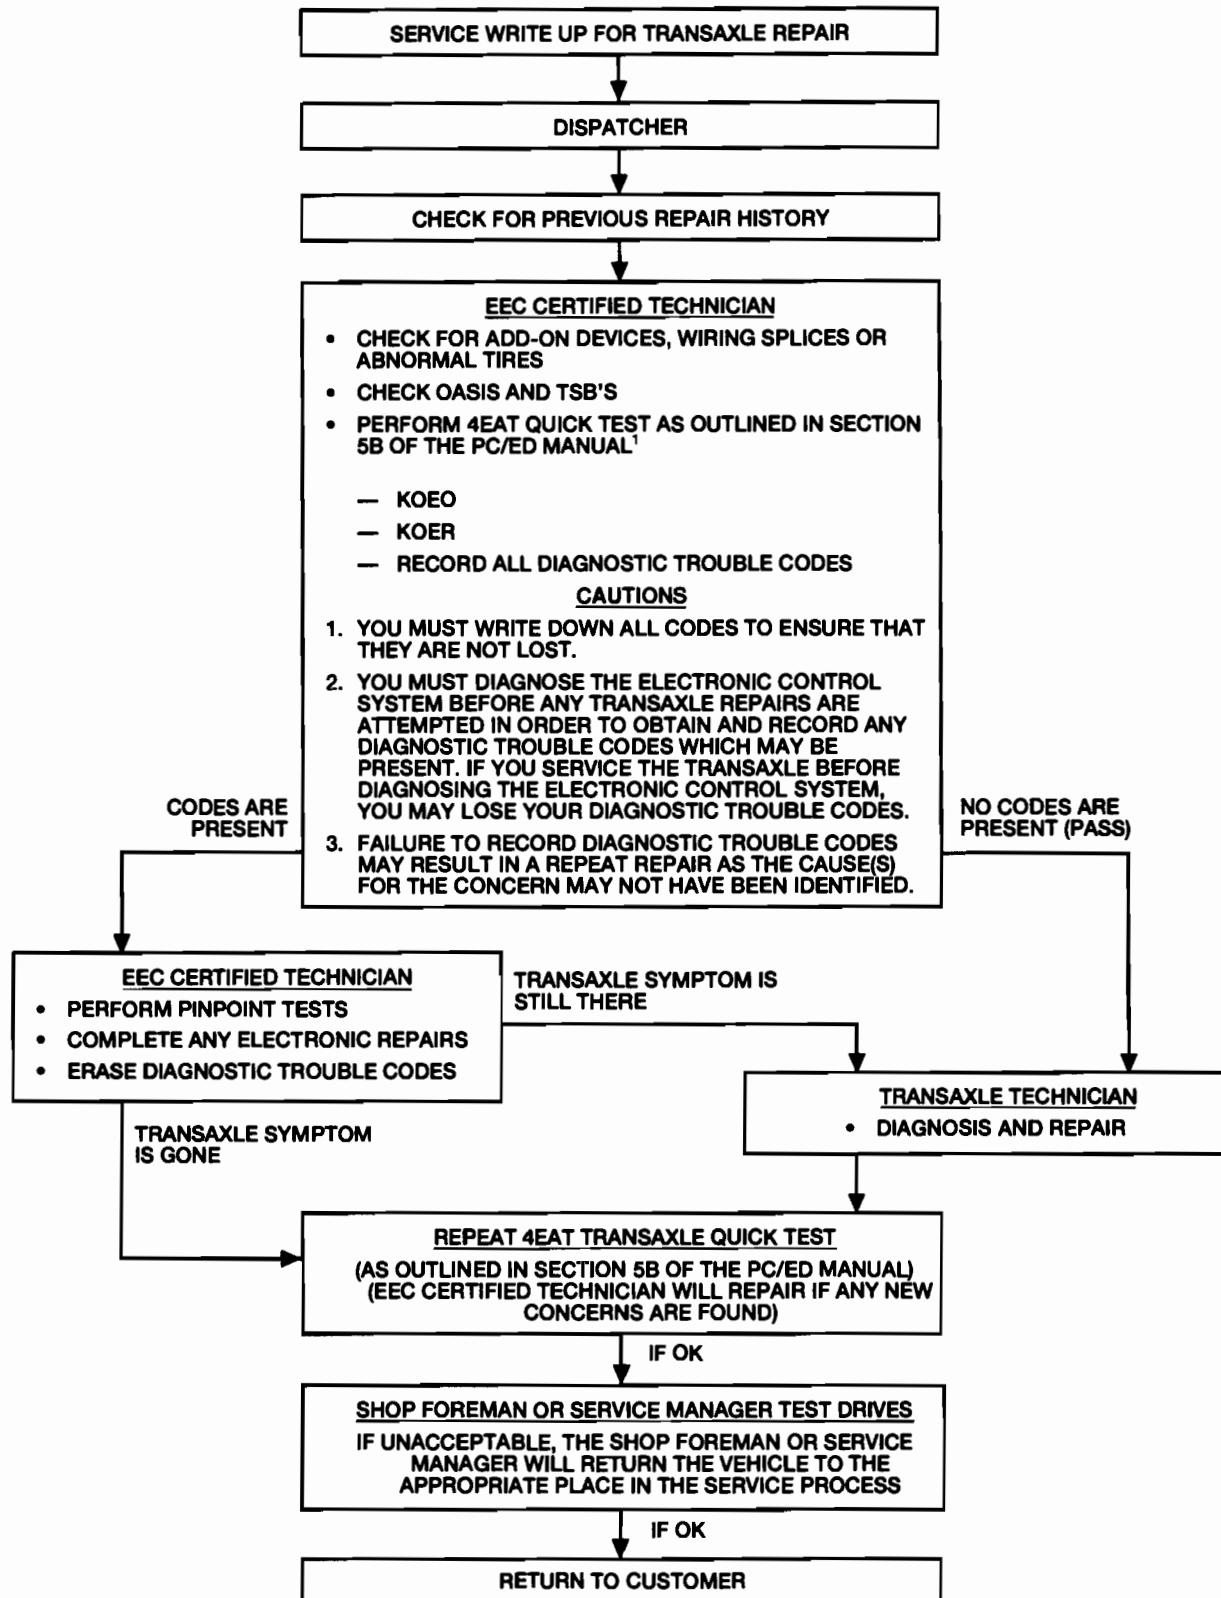 SERVICE WRITE UP FOR TRANSAXLE REPAIR
DISPATCHER
CHECK FOR PREVIOUS REPAIR HISTORY
EEC CERTIFIED TECHNICIAN
• CHECK FOR ADD-ON DEVICES, WIRING SPLICES OR
ABNORMAL TIRES
• CHECK OASIS AND TSB'S
• PERFORM 4EAT QUICK TEST AS OUTLINED IN SECTION
5B OF THE PC/ED MANUAL¹
— KOEO
— KOER
— RECORD ALL DIAGNOSTIC TROUBLE CODES
CAUTIONS
1. YOU MUST WRITE DOWN ALL CODES TO ENSURE THAT
THEY ARE NOT LOST.
2. YOU MUST DIAGNOSE THE ELECTRONIC CONTROL
SYSTEM BEFORE ANY TRANSAXLE REPAIRS ARE
ATTEMPTED IN ORDER TO OBTAIN AND RECORD ANY
DIAGNOSTIC TROUBLE CODES WHICH MAY BE
PRESENT. IF YOU SERVICE THE TRANSAXLE BEFORE
DIAGNOSING THE ELECTRONIC CONTROL SYSTEM,
YOU MAY LOSE YOUR DIAGNOSTIC TROUBLE CODES.
3. FAILURE TO RECORD DIAGNOSTIC TROUBLE CODES
MAY RESULT IN A REPEAT REPAIR AS THE CAUSE(S)
FOR THE CONCERN MAY NOT HAVE BEEN IDENTIFIED.
CODES ARE
PRESENT
NO CODES ARE
PRESENT (PASS)
EEC CERTIFIED TECHNICIAN
• PERFORM PINPOINT TESTS
• COMPLETE ANY ELECTRONIC REPAIRS
• ERASE DIAGNOSTIC TROUBLE CODES
TRANSAXLE SYMPTOM IS
STILL THERE
TRANSAXLE TECHNICIAN
• DIAGNOSIS AND REPAIR
TRANSAXLE SYMPTOM
IS GONE
REPEAT 4EAT TRANSAXLE QUICK TEST
(AS OUTLINED IN SECTION 5B OF THE PC/ED MANUAL)
(EEC CERTIFIED TECHNICIAN WILL REPAIR IF ANY NEW
CONCERNS ARE FOUND)
IF OK
SHOP FOREMAN OR SERVICE MANAGER TEST DRIVES
IF UNACCEPTABLE, THE SHOP FOREMAN OR SERVICE
MANAGER WILL RETURN THE VEHICLE TO THE
APPROPRIATE PLACE IN THE SERVICE PROCESS
IF OK
RETURN TO CUSTOMER